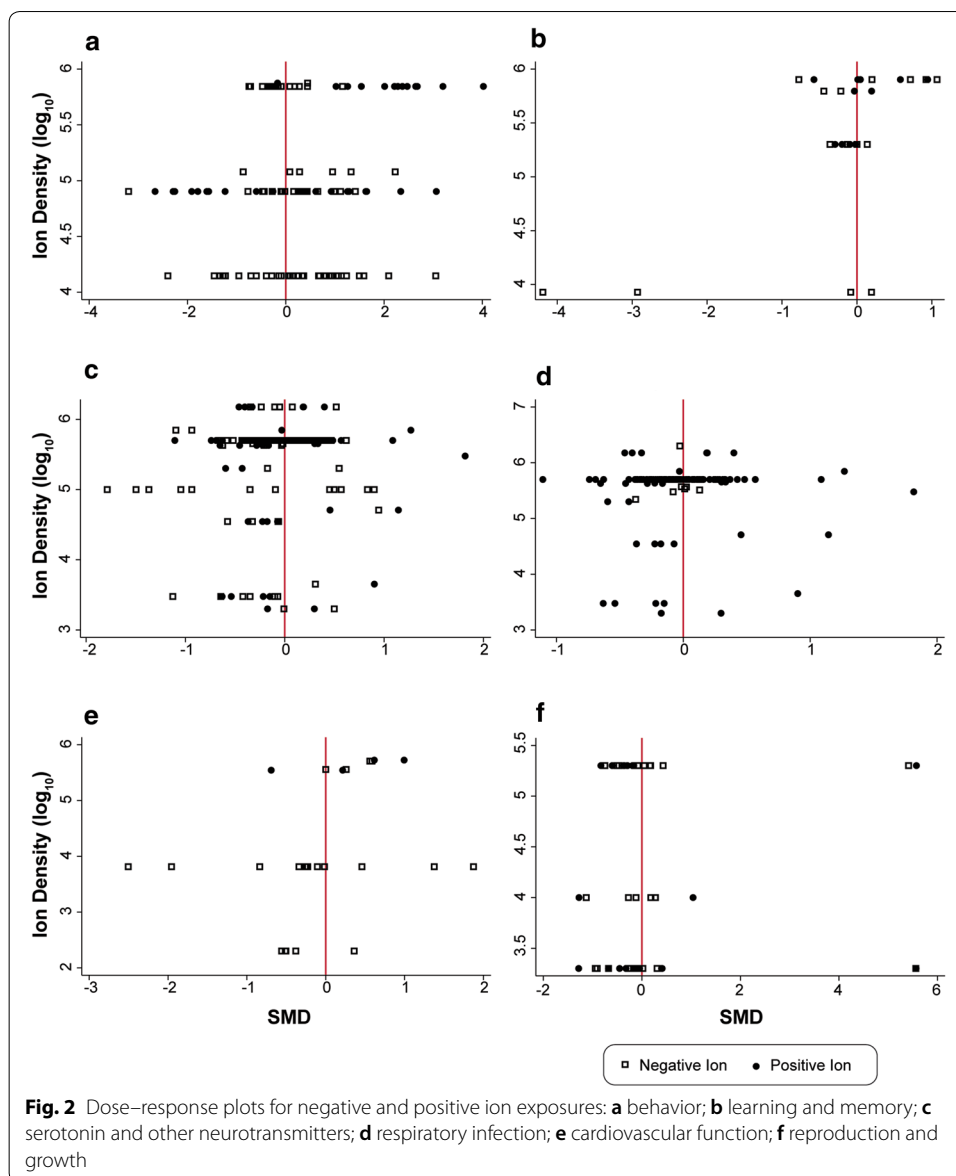 a
Ion Density (log10)
6
5.5
5
4.5
4
-4 -2 0 2 4
b
6
5.5
5
4.5
4
-4 -3 -2 -1 0 1
c
Ion Density (log10)
6
5
4
3
-2 -1 0 1 2
d
7
6
5
4
3
-1 0 1 2
e
Ion Density (log10)
6
5
4
3
2
-3 -2 -1 0 1 2
SMD
f
5.5
5
4.5
4
3.5
-2 0 2 4 6
SMD
Negative Ion Positive Ion
Fig. 2 Dose–response plots for negative and positive ion exposures: a behavior; b learning and memory; c
serotonin and other neurotransmitters; d respiratory infection; e cardiovascular function; f reproduction and
growth